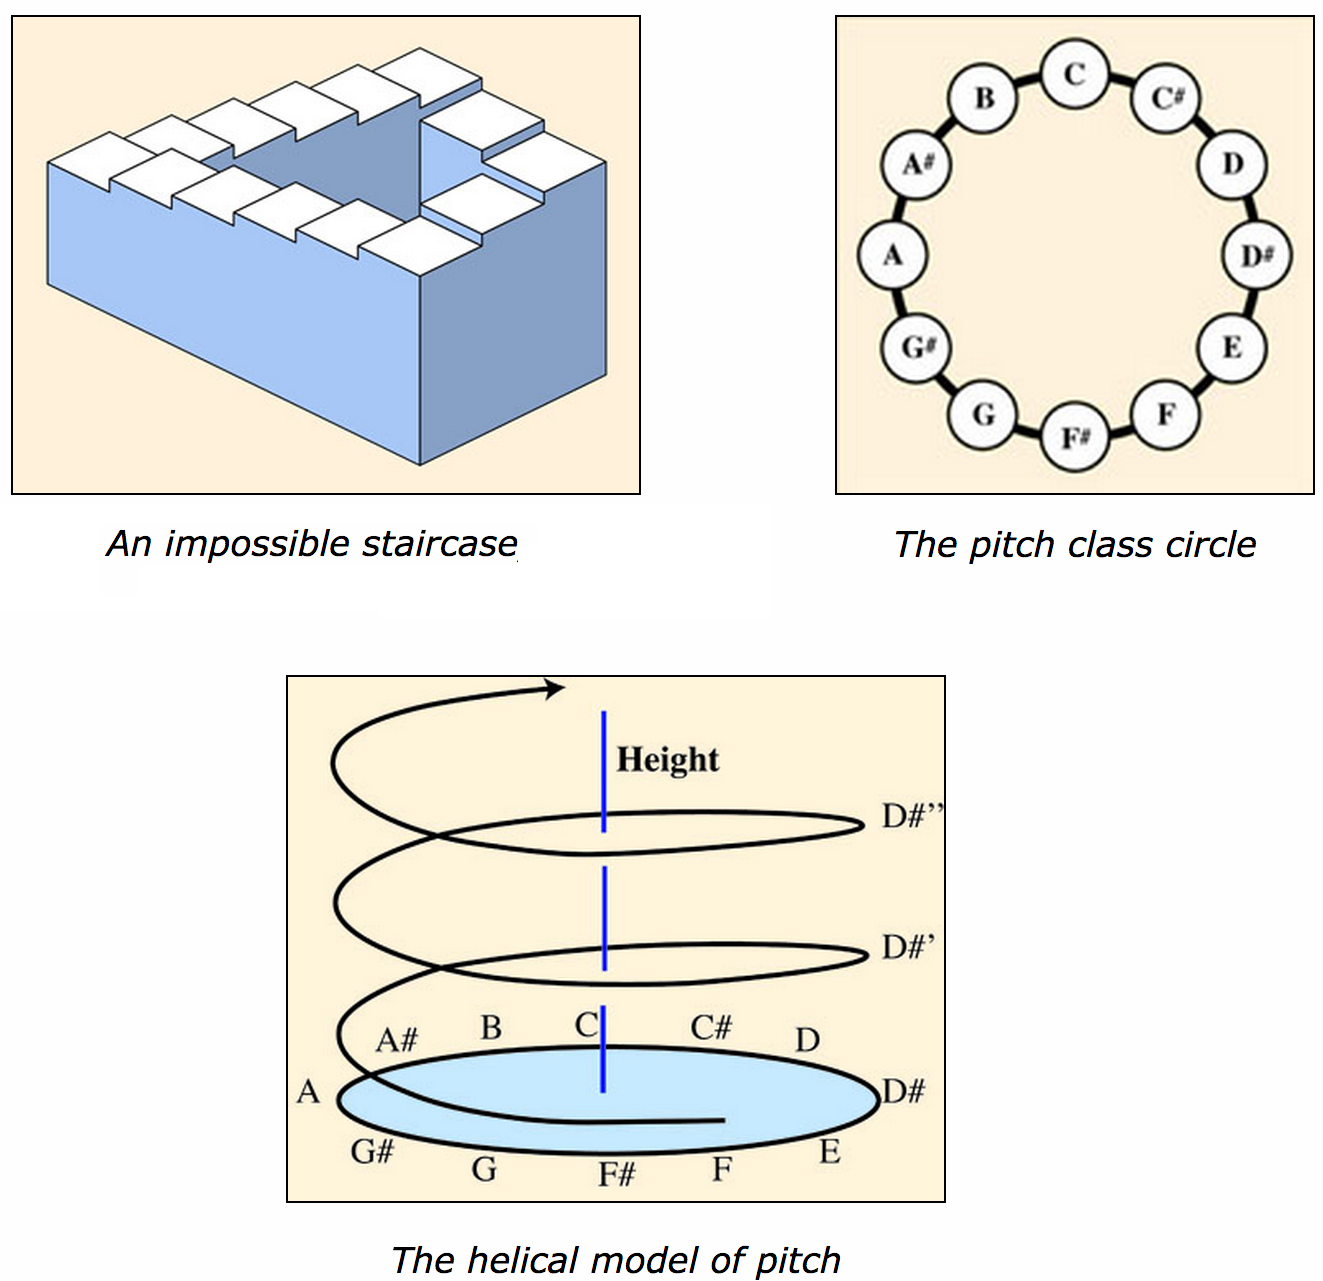 C
B
C#
A#
D
A
D#
G#
E
G
F
F#
An impossible staircase
The pitch class circle
Height
D#”
D#’
A# B C C# D
A D#
G# G F# F E
The helical model of pitch